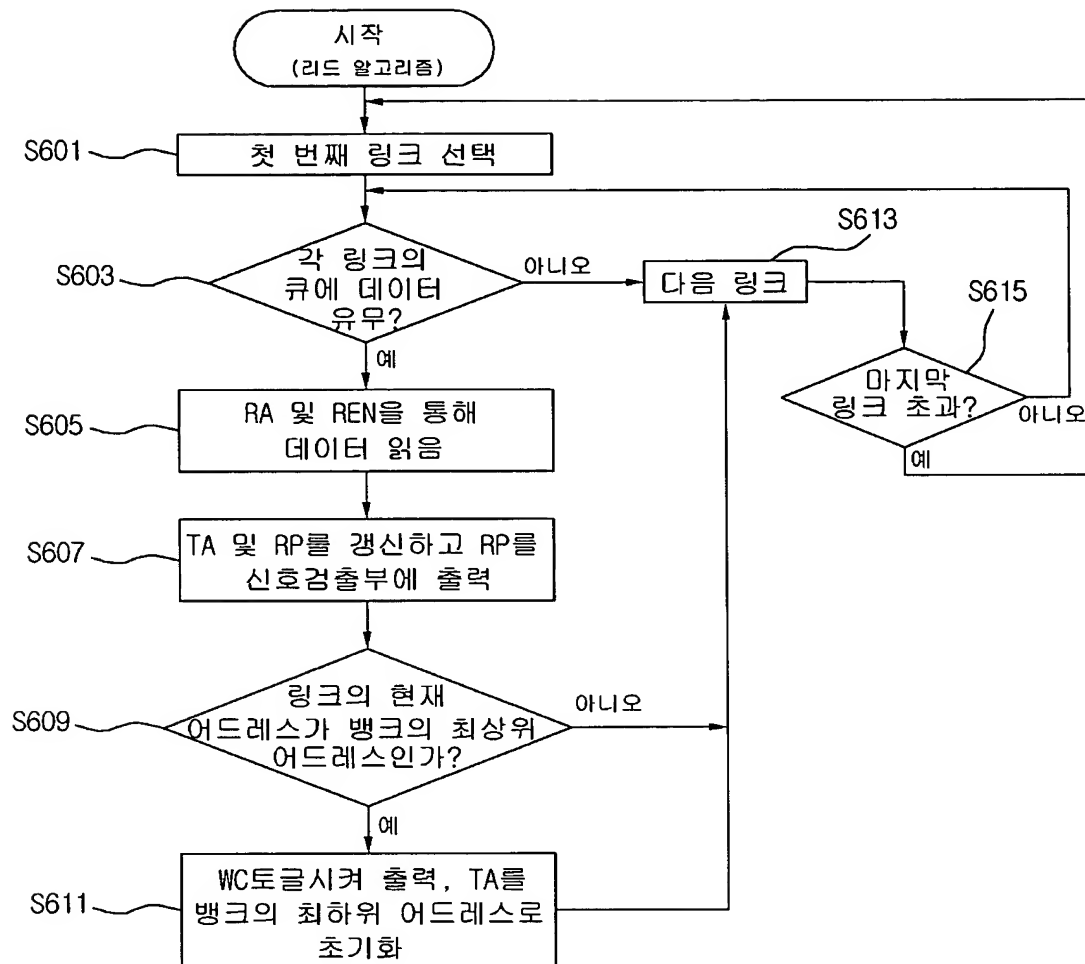 시작
(리드 알고리즘)
S601
첫 번째 링크 선택
S603
각 링크의
큐에 데이터
유무?
아니오
예
S613
다음 링크
S615
마지막
링크 초과?
아니오
예
S605
RA 및 REN을 통해
데이터 읽음
S607
TA 및 RP를 갱신하고 RP를
신호검출부에 출력
S609
링크의 현재
어드레스가 뱅크의 최상위
어드레스인가?
아니오
예
S611
WC토글시켜 출력, TA를
뱅크의 최하위 어드레스로
초기화